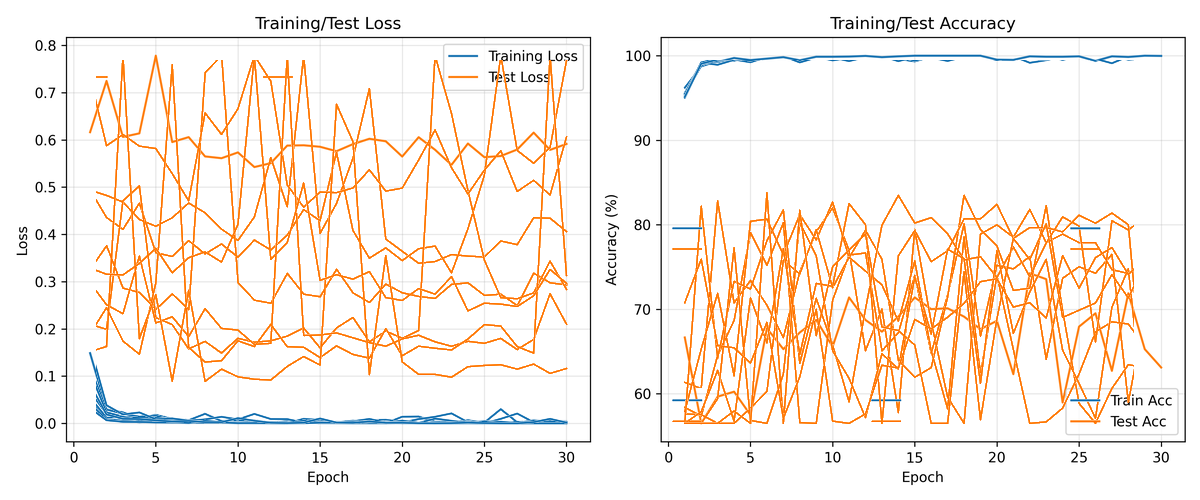 Training/Test Loss
Training Loss
Test Loss
0.8
0.7
0.6
0.5
0.4
0.3
0.2
0.1
0.0
Loss
0
5
10
15
20
25
30
Epoch
Training/Test Accuracy
100
90
80
70
60
Accuracy (%)
Train Acc
Test Acc
0
5
10
15
20
25
30
Epoch